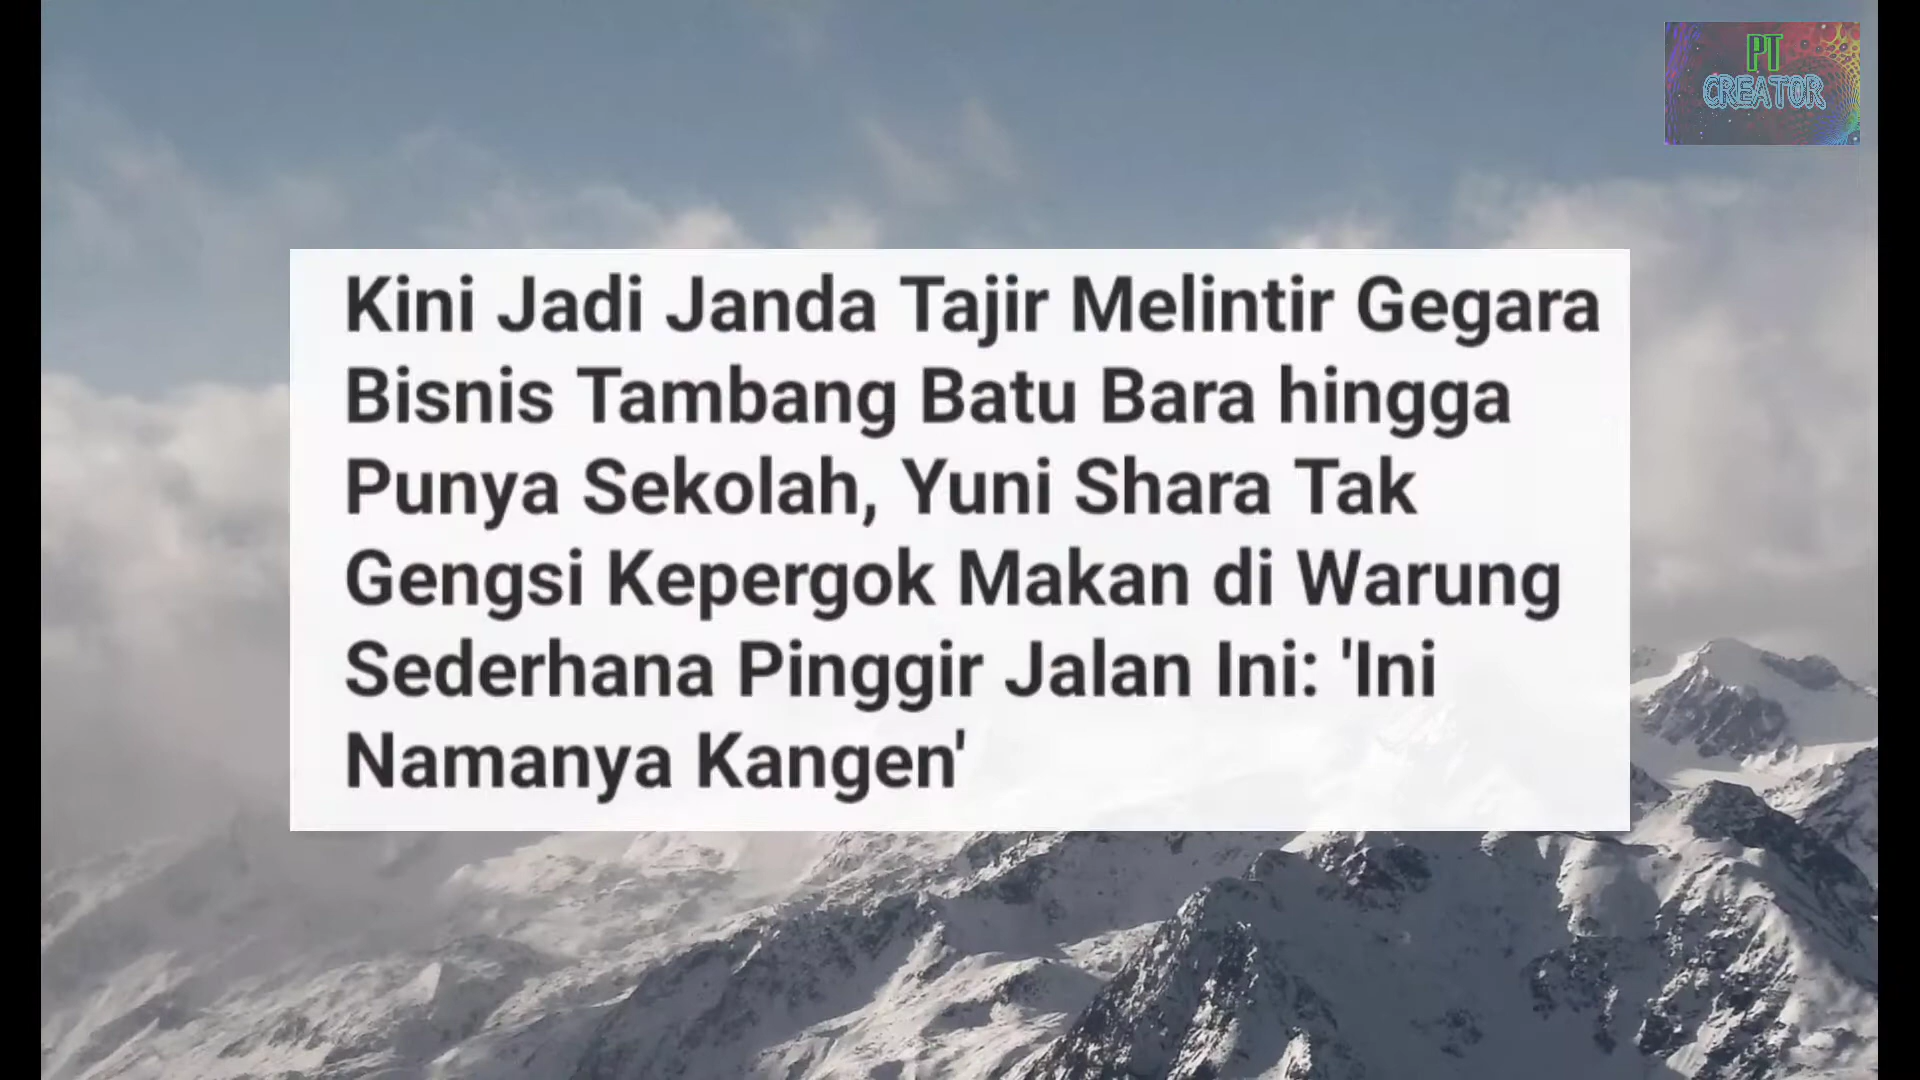 PT
CREATOR
Kini Jadi Janda Tajir Melintir Gegara
Bisnis Tambang Batu Bara hingga
Punya Sekolah, Yuni Shara Tak
Gengsi Kepergok Makan di Warung
Sederhana Pinggir Jalan Ini: 'Ini
Namanya Kangen'